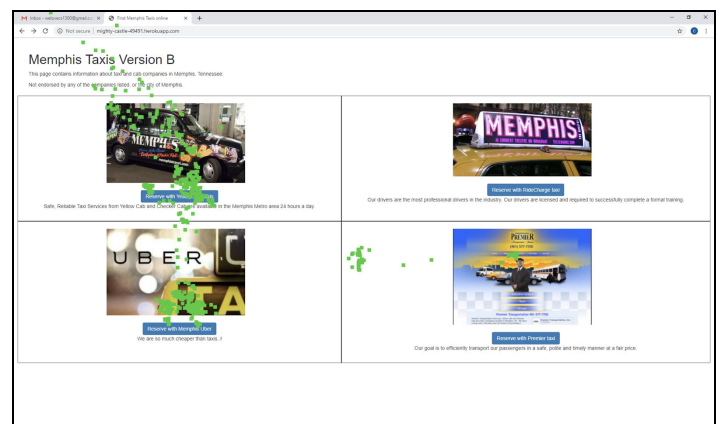 Find Memphis Taxis online
Not secure | mighty-castle-49491.herokuapp.com
Memphis Taxis Version B
This page contains information about taxi and cab companies in Memphis, Tennessee.
Not endorsed by any of the companies listed, or the city of Memphis.
MEMPHIS
MEMPHIS
Reserve with
Reserve with RideCharge taxi
Safe, Reliable Taxi Services from Yellow Cab and Checker Cab are available in the Memphis Metro area 24 hours a day
Our drivers are the most professional drivers in the industry. Our drivers are licensed and required to successfully complete a formal training.
UBER
TA
PREMIER
Reserve with Memphis Uber
Reserve with Premier taxi
We are so much cheaper than taxis. //
Our goal is to efficiently transport our passengers in a safe, polite and timely manner at a fair price.